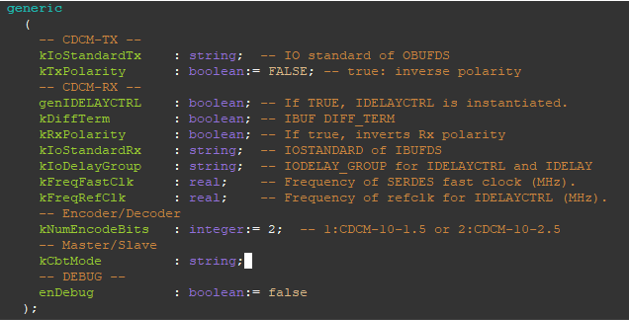 generic
(
-- CDCM-TX --
kIoStandardTx : string; -- IO standard of OBUFDS
kTxPolarity : boolean:= FALSE; -- true: inverse polarity
-- CDCM-RX --
genIDELAYCTRL : boolean; -- If TRUE, IDELAYCTRL is instantiated.
kDiffTerm : boolean; -- IBUF DIFF_TERM
kRxPolarity : boolean; -- If true, inverts Rx polarity
kIoStandardRx : string; -- IOSTANDARD of IBUFDS
kIoDelayGroup : string; -- IODELAY_GROUP for IDELAYCTRL and IDELAY
kFreqFastClk : real; -- Frequency of SERDES fast clock (MHz).
kFreqRefClk : real; -- Frequency of refclk for IDELAYCTRL (MHz).
-- Encoder/Decoder
kNumEncodeBits : integer:= 2; -- 1:CDCM-10-1.5 or 2:CDCM-10-2.5
-- Master/Slave
kCbtMode : string;
-- DEBUG --
enDebug : boolean:= false
);